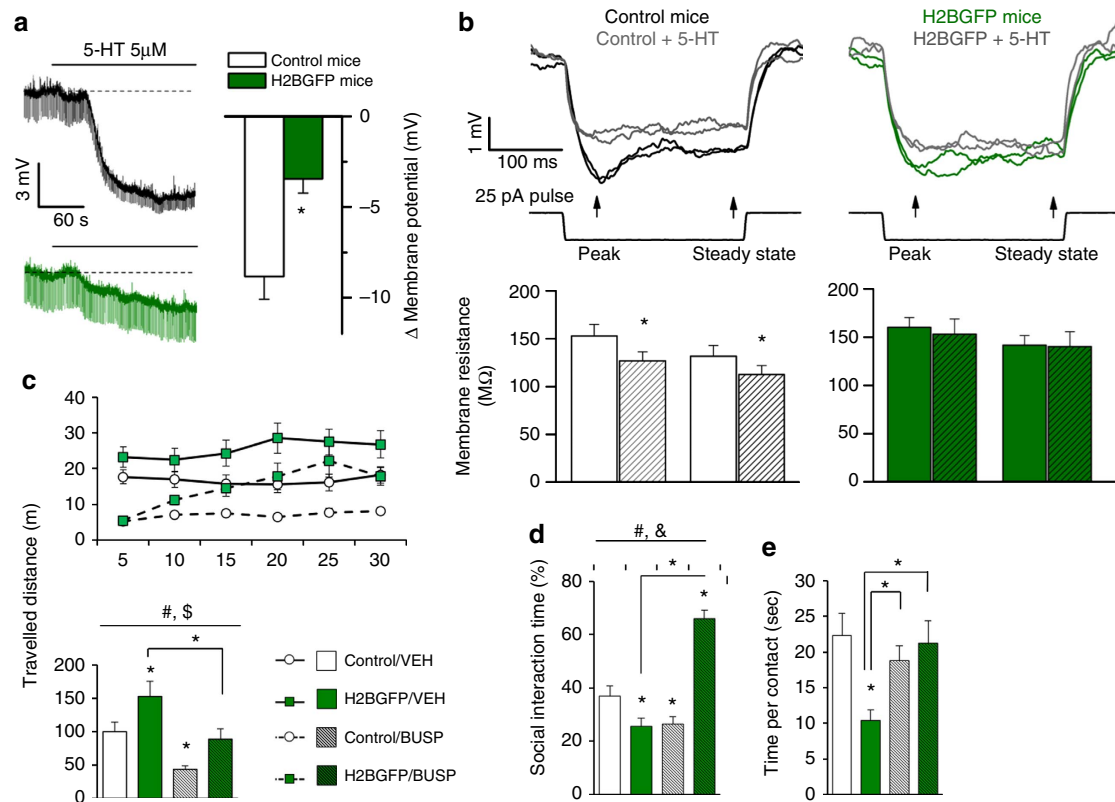 a
5-HT 5μM
3 mV
60 s
Control mice
H2BGFP mice
0
−5
−10
Δ Membrane potential (mV)
*
b
Control mice
Control + 5-HT
H2BGFP mice
H2BGFP + 5-HT
1 mV
100 ms
25 pA pulse
Peak
Steady state
Peak
Steady state
Membrane resistance
(MΩ)
200
150
100
50
0
*
*
200
150
100
50
0
c
Travelled distance (m)
40
30
20
10
0
5 10 15 20 25 30
#, $
*
*
*
200
150
100
50
0
Control/VEH
H2BGFP/VEH
Control/BUSP
H2BGFP/BUSP
d
#, &
*
*
*
*
Social interaction time (%)
80
60
40
20
0
e
*
*
*
Time per contact (sec)
30
25
20
15
10
5
0